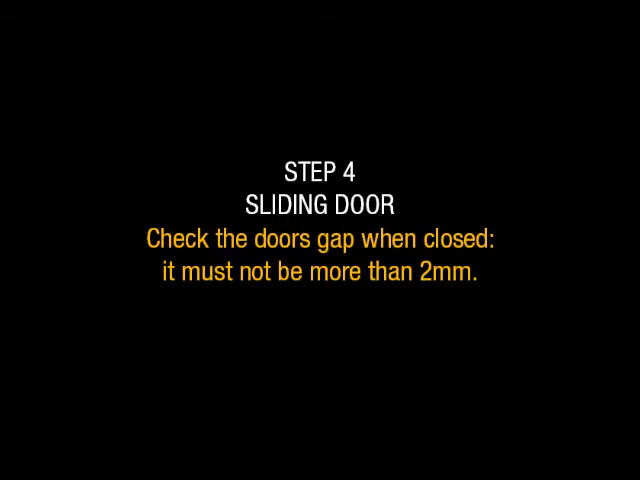 STEP 4
SLIDING DOOR
Check the doors gap when closed:
it must not be more than 2mm.